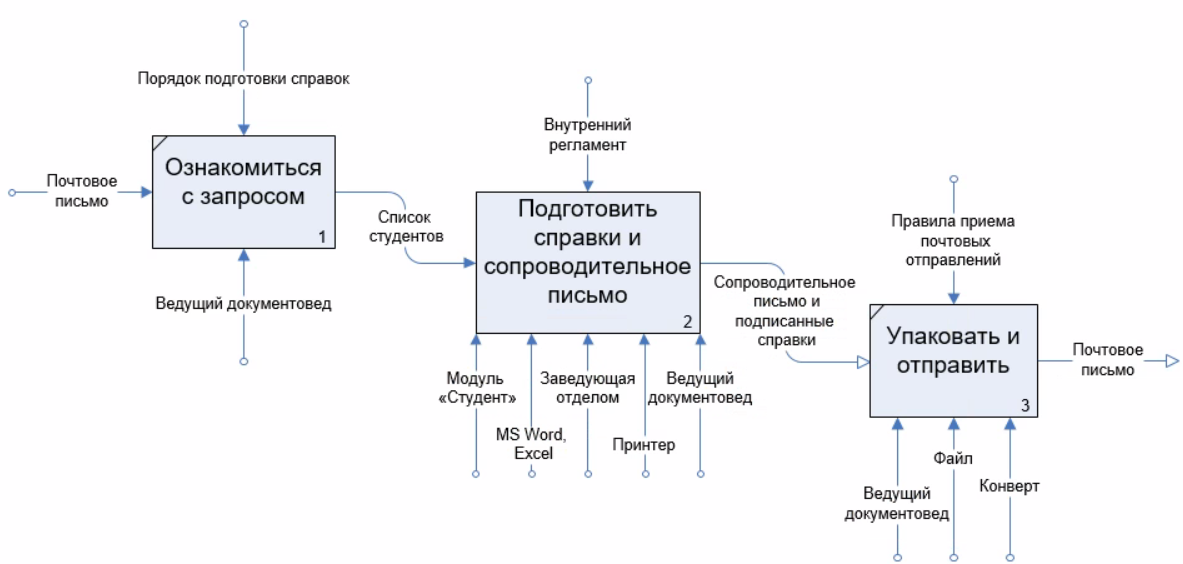 Порядок подготовки справок
Почтовое
письмо
Ознакомиться
с запросом
1
Ведущий документовед
Список
студентов
Внутренний
регламент
Подготовить
справки и
сопроводительное
письмо
2
Модуль
«Студент»
MS Word,
Excel
Заведующая
отделом
Принтер
Ведущий
документовед
Сопроводительное
письмо и
подписанные
справки
Правила приема
почтовых
отправлений
Упаковать и
отправить
3
Почтовое
письмо
Ведущий
документовед
Файл
Конверт